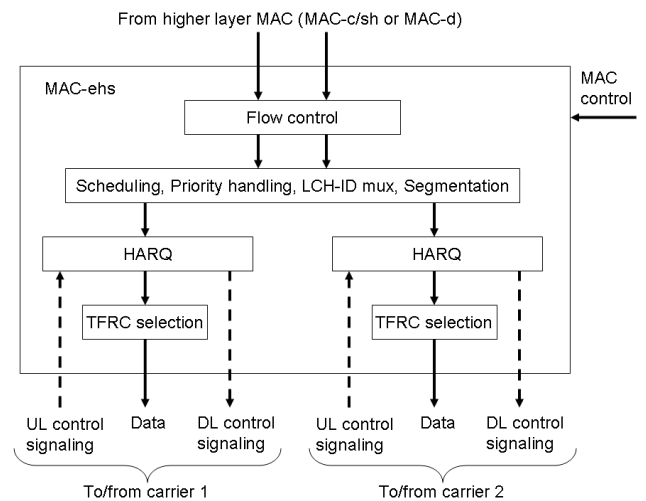 From higher layer MAC (MAC-c/sh or MAC-d)
MAC-ehs
MAC
control
Flow control
Scheduling, Priority handling, LCH-ID mux, Segmentation
HARQ
HARQ
TFRC selection
TFRC selection
UL control
signaling
Data
DL control
signaling
UL control
signaling
Data
DL control
signaling
To/from carrier 1
To/from carrier 2